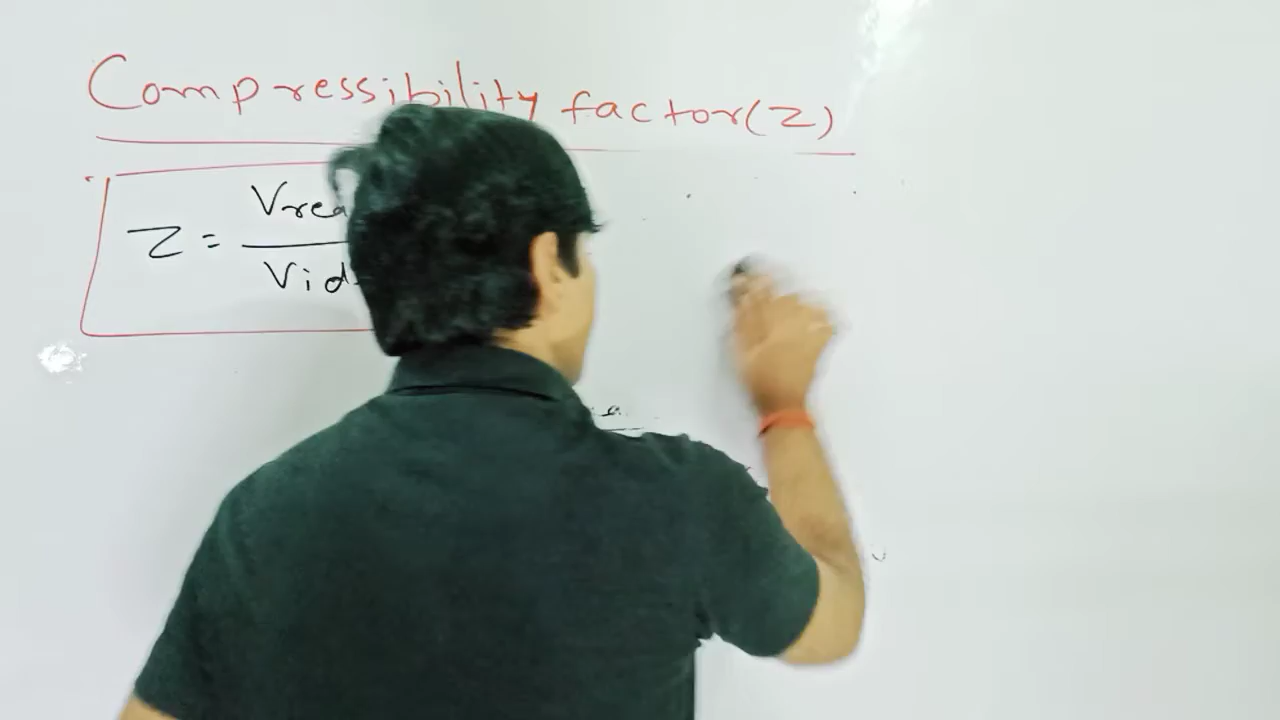 Compressibility factor(Z)
Z = Vrea
Vid